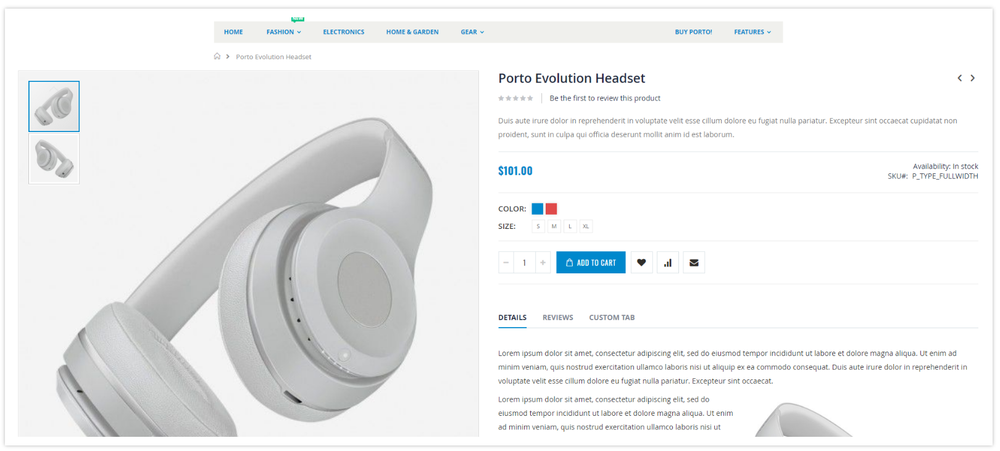 NEW
HOME FASHION ELECTRONICS HOME & GARDEN GEAR BUY PORTO! FEATURES
Porto Evolution Headset
Porto Evolution Headset
Be the first to review this product
Duis aute irure dolor in reprehenderit in voluptate velit esse cillum dolore eu fugiat nulla pariatur. Excepteur sint occaecat cupidatat non
proident, sunt in culpa qui officia deserunt mollit anim id est laborum.
$101.00
Availability: In stock
SKU#: P_TYPE_FULLWIDTH
COLOR:
SIZE: S M L XL
1 ADD TO CART
DETAILS REVIEWS CUSTOM TAB
Lorem ipsum dolor sit amet, consectetur adipiscing elit, sed do eiusmod tempor incididunt ut labore et dolore magna aliqua. Ut enim ad
minim veniam, quis nostrud exercitation ullamco laboris nisi ut aliquip ex ea commodo consequat. Duis aute irure dolor in reprehenderit in
voluptate velit esse cillum dolore eu fugiat nulla pariatur. Excepteur sint occaecat.
Lorem ipsum dolor sit amet, consectetur adipiscing elit, sed do
eiusmod tempor incididunt ut labore et dolore magna aliqua. Ut enim
ad minim veniam, quis nostrud exercitation ullamco laboris nisi ut